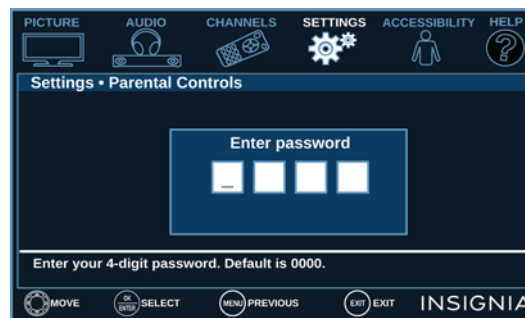 PICTURE AUDIO CHANNELS SETTINGS ACCESSIBILITY HELP
?
Settings • Parental Controls
Enter password
_
Enter your 4-digit password. Default is 0000.
MOVE OK ENTER SELECT MENU PREVIOUS EXIT EXIT INSIGNIA